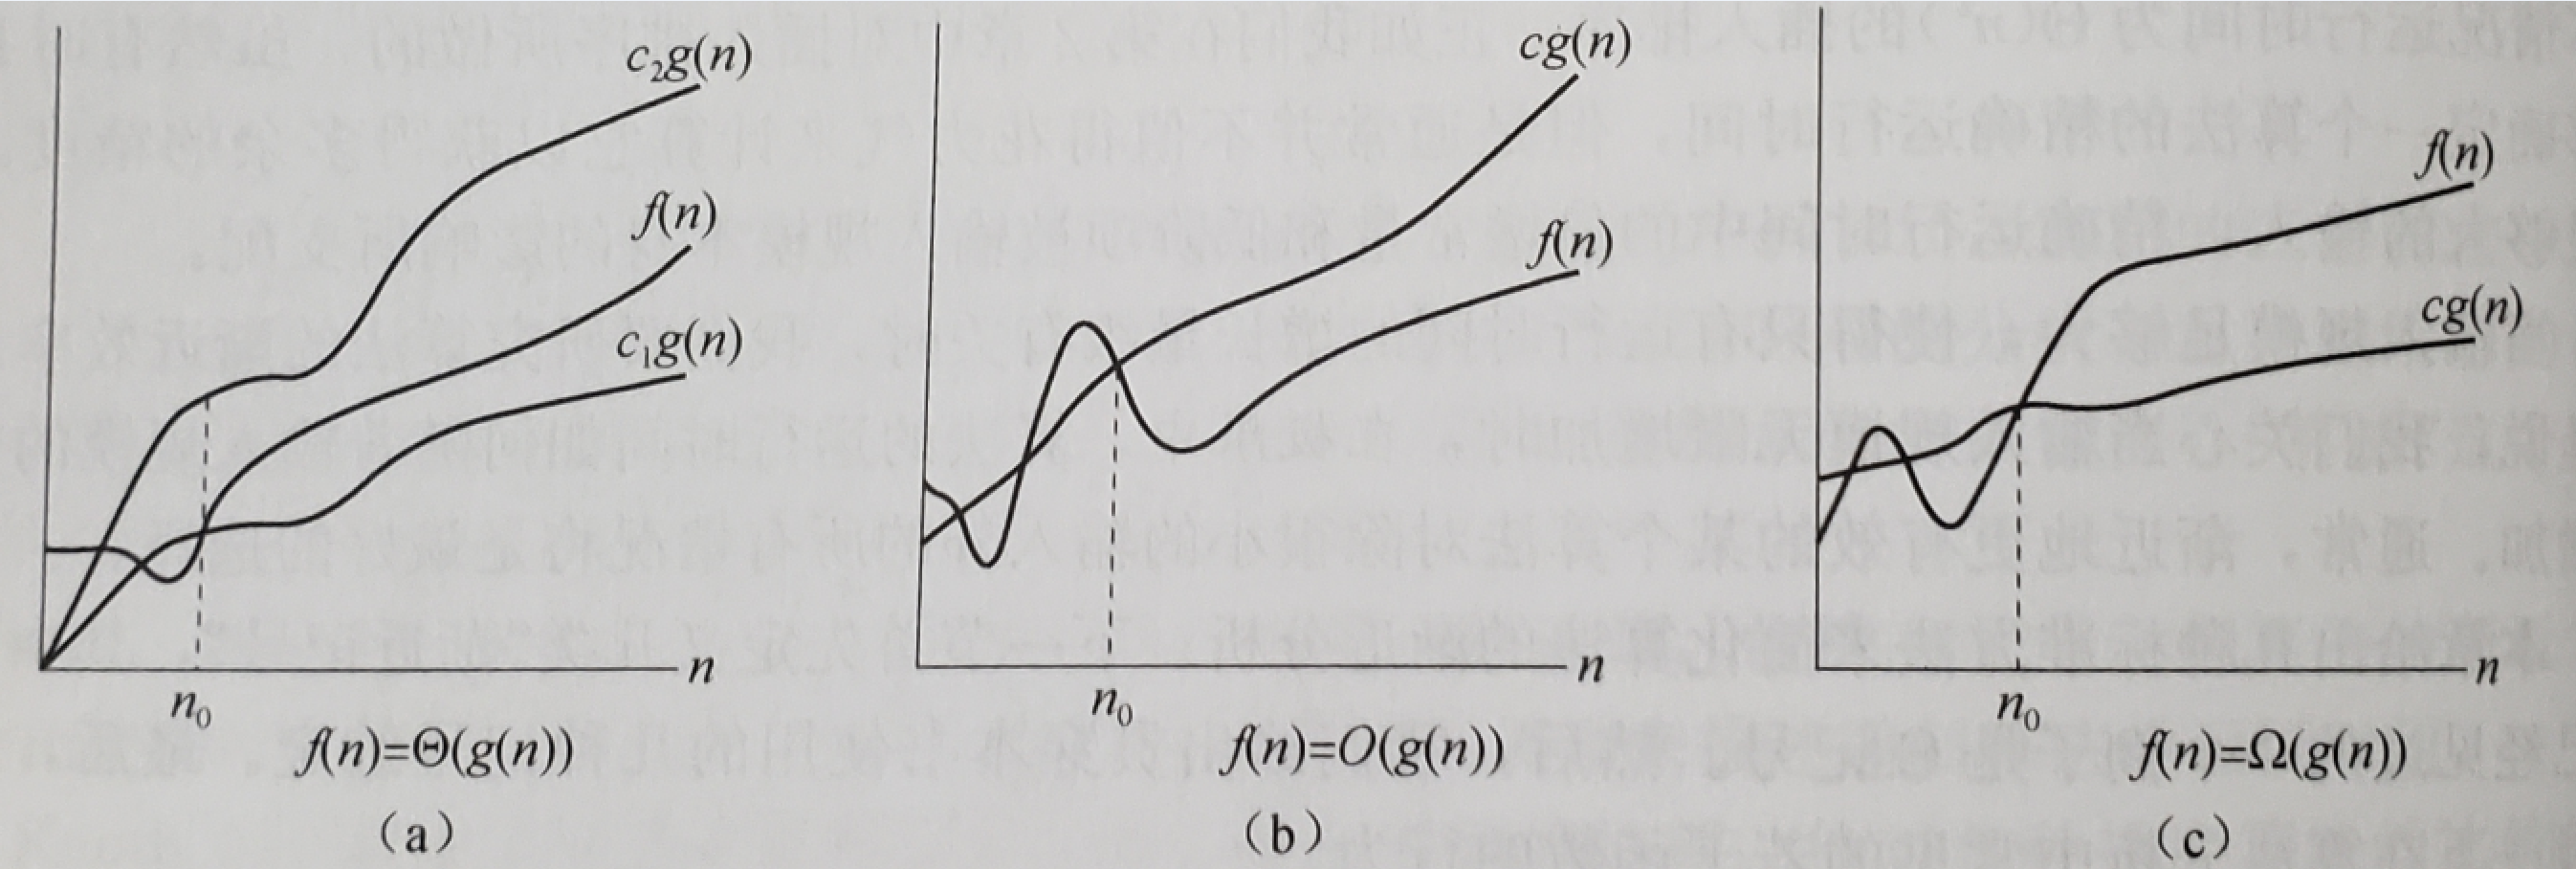 c₂g(n)
f(n)
c₁g(n)
n
n₀
f(n)=Θ(g(n))
(a)
cg(n)
f(n)
n
n₀
f(n)=O(g(n))
(b)
f(n)
cg(n)
n
n₀
f(n)=Ω(g(n))
(c)